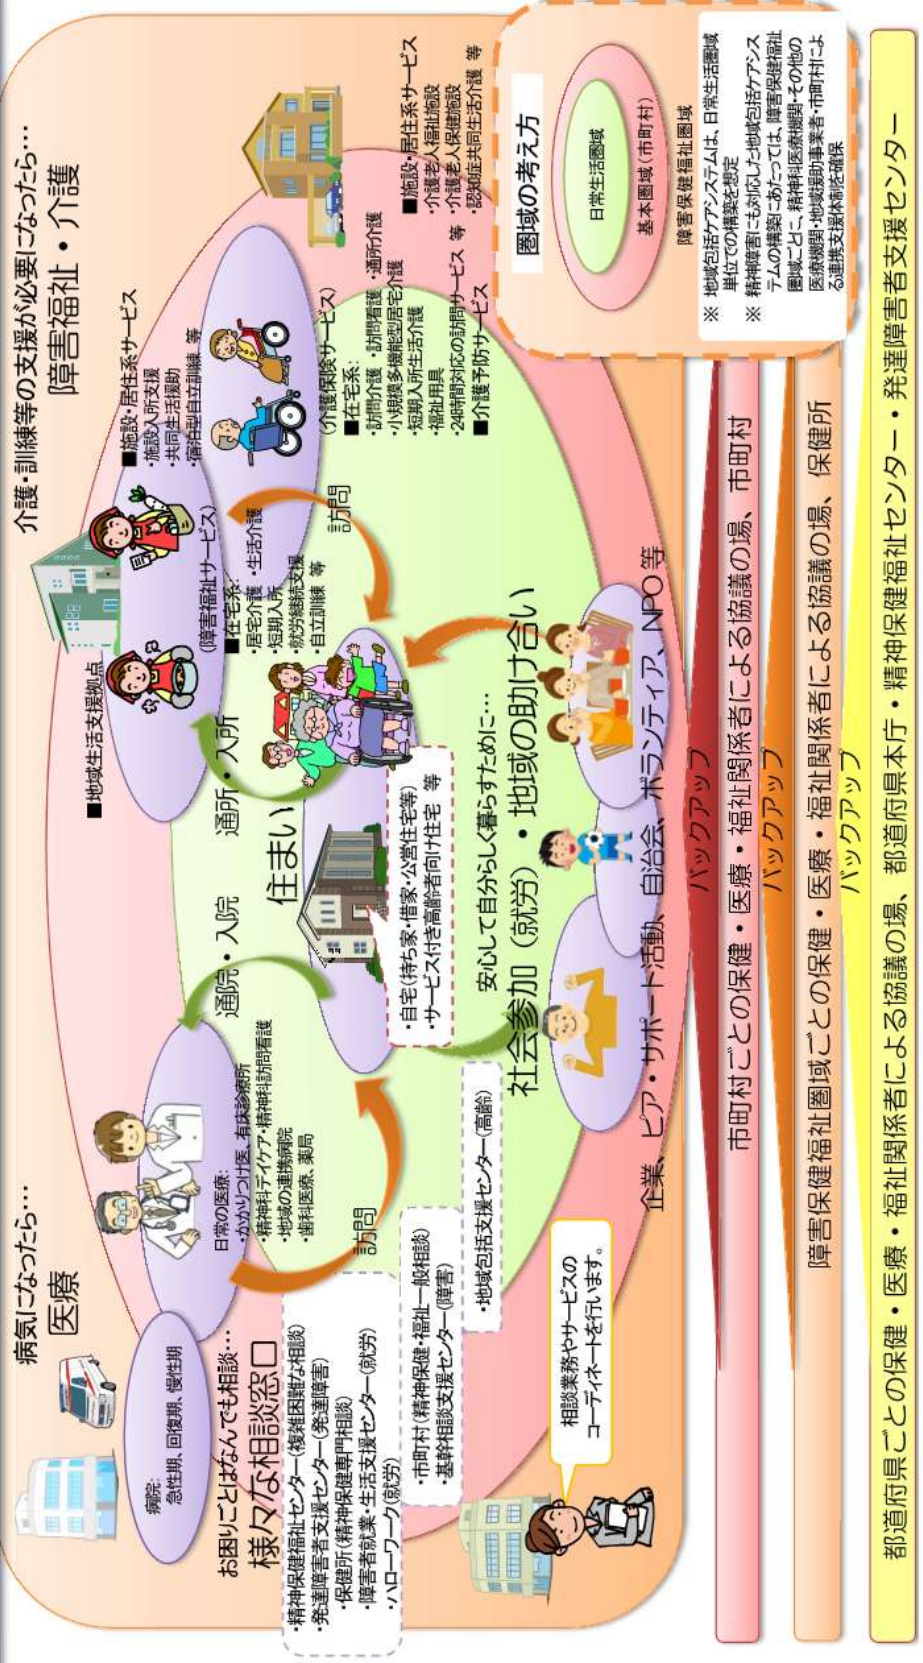 病気になったら…
医療
介護・訓練等の支援が必要になったら…
障害福祉・介護
病院:
急性期、回復期、慢性期
日常の医療:
・かかりつけ医、有床診療所
・精神科デイケア・精神科訪問看護
・地域の連携病院
・歯科医療、薬局
■地域生活支援拠点
■施設・居住系サービス
・施設入所支援
・共同生活援助
・宿泊型自立訓練 等
(障害福祉サービス)
■在宅系:
・居宅介護 ・生活介護
・短期入所
・就労継続支援
・自立訓練 等
(介護保険サービス)
■在宅系:
・訪問介護 ・訪問看護 ・通所介護
・小規模多機能型居宅介護
・短期入所生活介護
・福祉用具
・24時間対応の訪問サービス 等
■介護予防サービス
■施設・居住系サービス
・介護老人福祉施設
・介護老人保健施設
・認知症共同生活介護 等
通院・入院
通所・入所
訪問
訪問
住まい
・自宅(持ち家・借家・公営住宅等)
・サービス付き高齢者向け住宅 等
お困りごとはなんでも相談…
様々な相談窓口
・精神保健福祉センター(複雑困難な相談)
・発達障害者支援センター(発達障害)
・保健所(精神保健専門相談)
・障害者就業・生活支援センター(就労)
・ハローワーク(就労)
・市町村(精神保健・福祉一般相談)
・基幹相談支援センター(障害)
・地域包括支援センター(高齢)
相談業務やサービスの
コーディネートを行います。
安心して自分らしく暮らすために…
社会参加(就労)・地域の助け合い
企業、ピア・サポート活動、自治会、ボランティア、NPO等
圏域の考え方
日常生活圏域
基本圏域(市町村)
障害保健福祉圏域
※ 地域包括ケアシステムは、日常生活圏域
単位での構築を想定
※ 精神障害にも対応した地域包括ケアシス
テムの構築にあたっては、障害保健福祉
圏域ごとに、精神科医療機関・その他の
医療機関・地域援助事業者・市町村によ
る連携支援体制を確保
バックアップ
市町村ごとの保健・医療・福祉関係者による協議の場、市町村
バックアップ
障害保健福祉圏域ごとの保健・医療・福祉関係者による協議の場、保健所
バックアップ
都道府県ごとの保健・医療・福祉関係者による協議の場、都道府県本庁・精神保健福祉センター・発達障害者支援センター